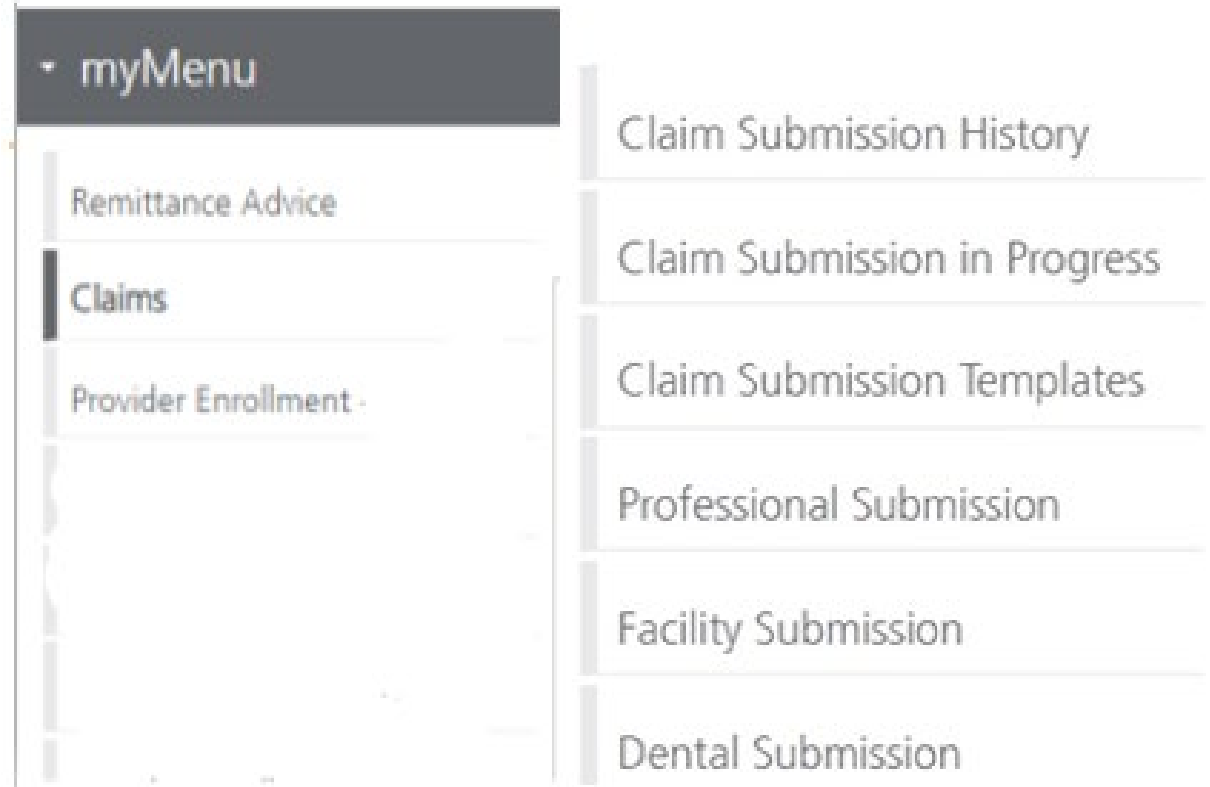 myMenu
Remittance Advice
Claims
Provider Enrollment -
Claim Submission History
Claim Submission in Progress
Claim Submission Templates
Professional Submission
Facility Submission
Dental Submission